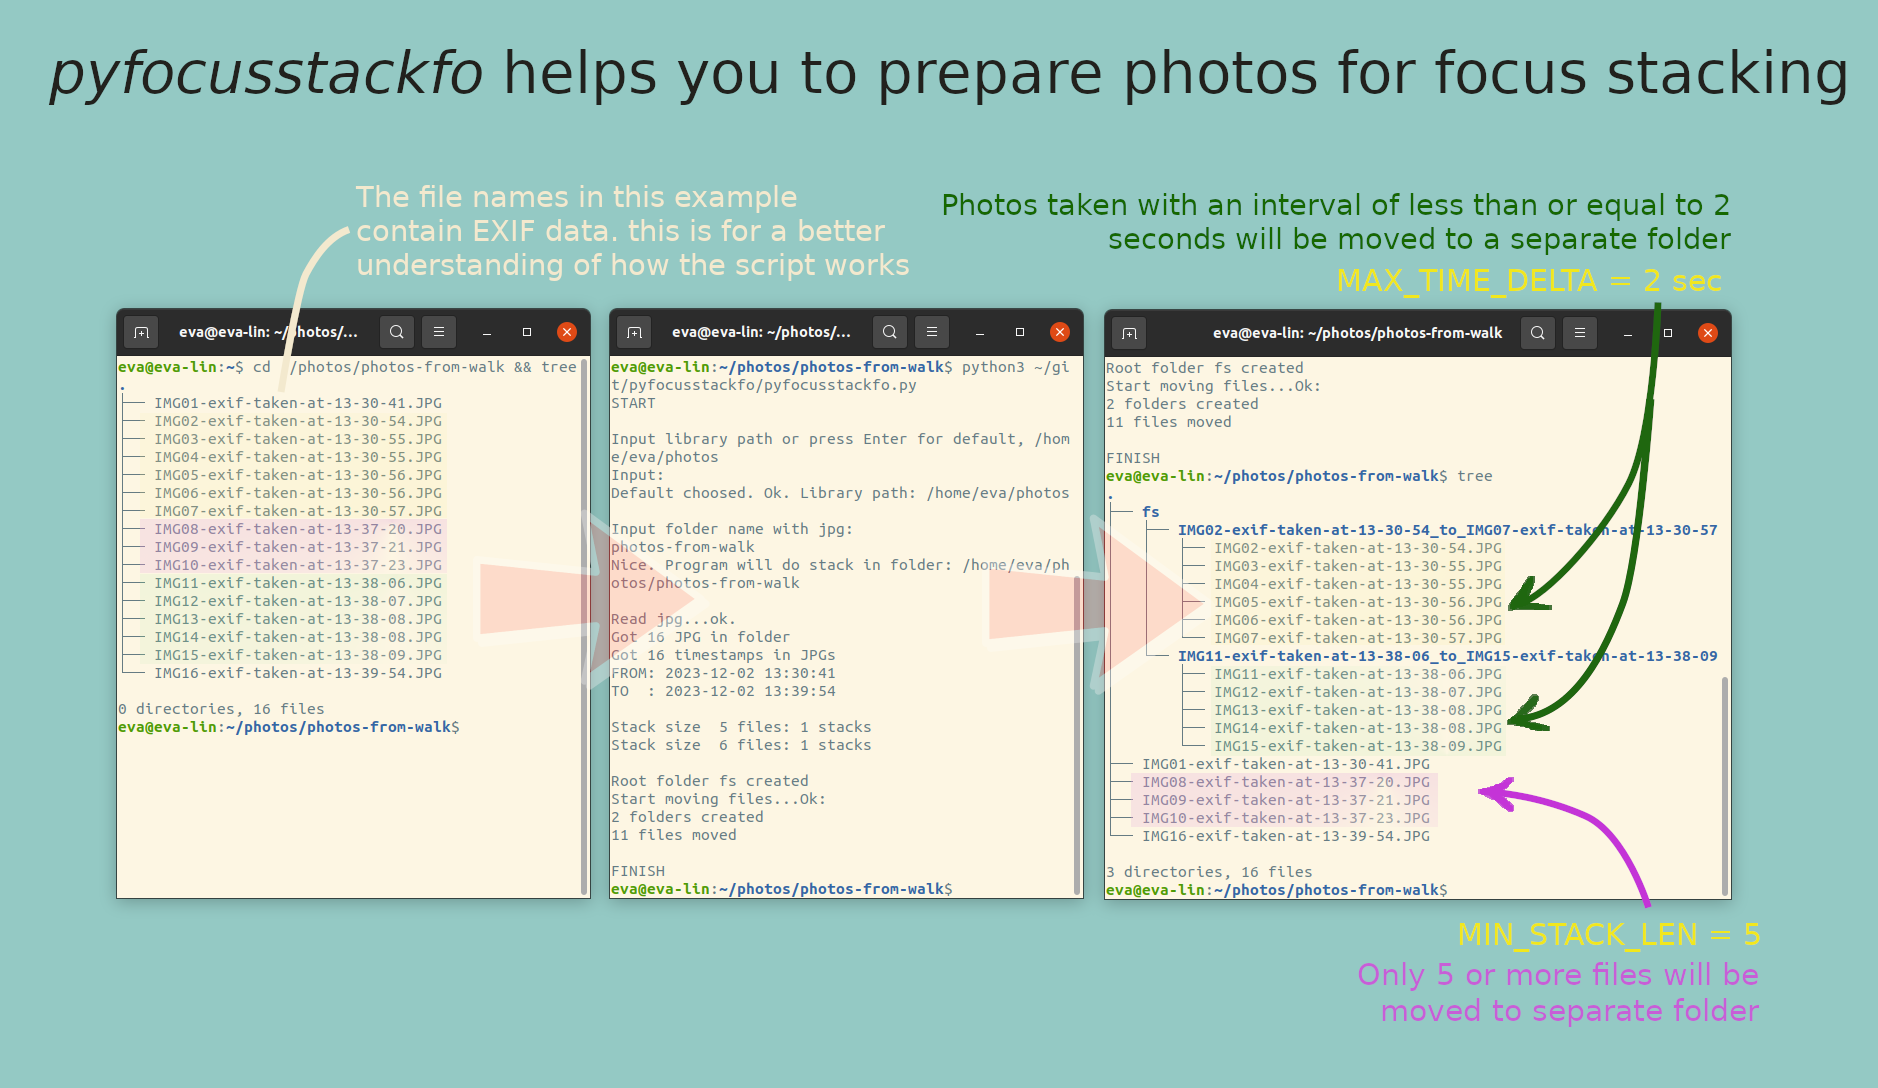 pyfocusstackfo helps you to prepare photos for focus stacking
The file names in this example
contain EXIF data. this is for a better
understanding of how the script works
Photos taken with an interval of less than or equal to 2
seconds will be moved to a separate folder
MAX_TIME_DELTA = 2 sec
eva@eva-lin: ~/photos/...
eva@eva-lin:~$ cd ~/photos/photos-from-walk && tree
.
├── IMG01-exif-taken-at-13-30-41.JPG
├── IMG02-exif-taken-at-13-30-54.JPG
├── IMG03-exif-taken-at-13-30-55.JPG
├── IMG04-exif-taken-at-13-30-55.JPG
├── IMG05-exif-taken-at-13-30-56.JPG
├── IMG06-exif-taken-at-13-30-56.JPG
├── IMG07-exif-taken-at-13-30-57.JPG
├── IMG08-exif-taken-at-13-37-20.JPG
├── IMG09-exif-taken-at-13-37-21.JPG
├── IMG10-exif-taken-at-13-37-23.JPG
├── IMG11-exif-taken-at-13-38-06.JPG
├── IMG12-exif-taken-at-13-38-07.JPG
├── IMG13-exif-taken-at-13-38-08.JPG
├── IMG14-exif-taken-at-13-38-08.JPG
├── IMG15-exif-taken-at-13-38-09.JPG
└── IMG16-exif-taken-at-13-39-54.JPG
0 directories, 16 files
eva@eva-lin:~/photos/photos-from-walk$
eva@eva-lin: ~/photos/...
eva@eva-lin:~/photos/photos-from-walk$ python3 ~/gi
t/pyfocusstackfo/pyfocusstackfo.py
START
Input library path or press Enter for default, /hom
e/eva/photos
Input:
Default choosed. Ok. Library path: /home/eva/photos
Input folder name with jpg:
photos-from-walk
Nice. Program will do stack in folder: /home/eva/ph
otos/photos-from-walk
Read jpg...ok.
Got 16 JPG in folder
Got 16 timestamps in JPGs
FROM: 2023-12-02 13:30:41
TO  : 2023-12-02 13:39:54
Stack size  5 files: 1 stacks
Stack size  6 files: 1 stacks
Root folder fs created
Start moving files...Ok:
2 folders created
11 files moved
FINISH
eva@eva-lin:~/photos/photos-from-walk$
eva@eva-lin: ~/photos/photos-from-walk
Root folder fs created
Start moving files...Ok:
2 folders created
11 files moved
FINISH
eva@eva-lin:~/photos/photos-from-walk$ tree
.
├── fs
│   ├── IMG02-exif-taken-at-13-30-54_to_IMG07-exif-taken-at-13-30-57
│   │   ├── IMG02-exif-taken-at-13-30-54.JPG
│   │   ├── IMG03-exif-taken-at-13-30-55.JPG
│   │   ├── IMG04-exif-taken-at-13-30-55.JPG
│   │   ├── IMG05-exif-taken-at-13-30-56.JPG
│   │   ├── IMG06-exif-taken-at-13-30-56.JPG
│   │   └── IMG07-exif-taken-at-13-30-57.JPG
│   └── IMG11-exif-taken-at-13-38-06_to_IMG15-exif-taken-at-13-38-09
│       ├── IMG11-exif-taken-at-13-38-06.JPG
│       ├── IMG12-exif-taken-at-13-38-07.JPG
│       ├── IMG13-exif-taken-at-13-38-08.JPG
│       ├── IMG14-exif-taken-at-13-38-08.JPG
│       └── IMG15-exif-taken-at-13-38-09.JPG
├── IMG01-exif-taken-at-13-30-41.JPG
├── IMG08-exif-taken-at-13-37-20.JPG
├── IMG09-exif-taken-at-13-37-21.JPG
├── IMG10-exif-taken-at-13-37-23.JPG
└── IMG16-exif-taken-at-13-39-54.JPG
3 directories, 16 files
eva@eva-lin:~/photos/photos-from-walk$
MIN_STACK_LEN = 5
Only 5 or more files will be
moved to separate folder